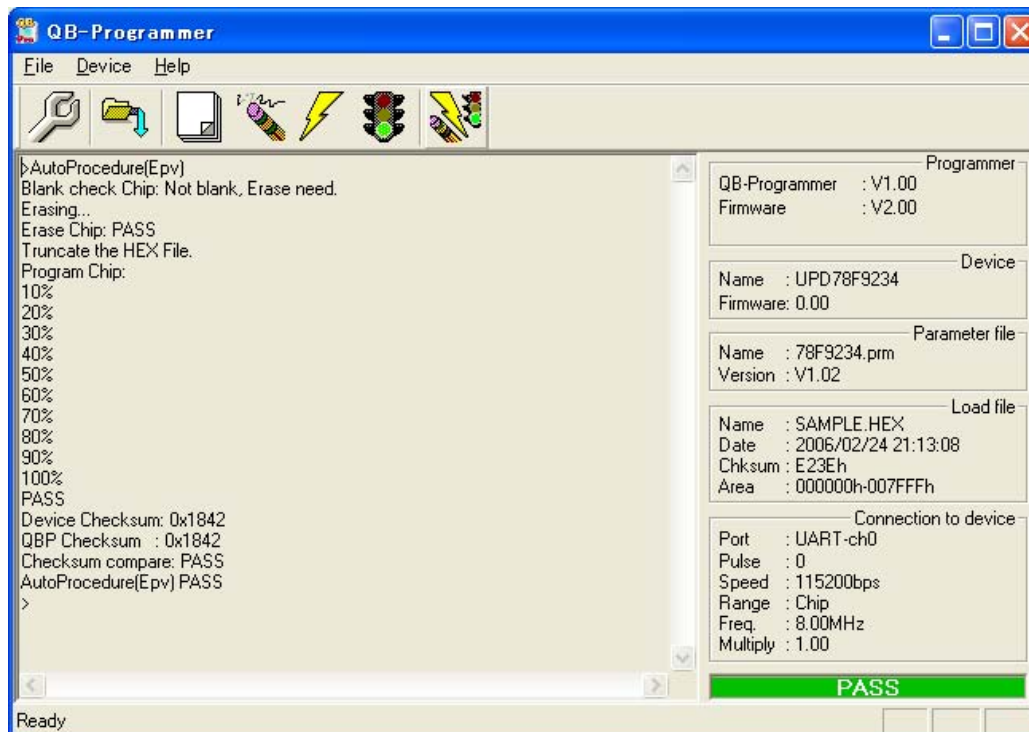 QB-Programmer
File Device Help
>AutoProcedure(Epv)
Blank check Chip: Not blank, Erase need.
Erasing...
Erase Chip: PASS
Truncate the HEX File.
Program Chip:
10%
20%
30%
40%
50%
60%
70%
80%
90%
100%
PASS
Device Checksum: 0x1842
QBP Checksum : 0x1842
Checksum compare: PASS
AutoProcedure(Epv) PASS
>
Programmer
QB-Programmer : V1.00
Firmware : V2.00
Device
Name : UPD78F9234
Firmware: 0.00
Parameter file
Name : 78F9234.prm
Version : V1.02
Load file
Name : SAMPLE.HEX
Date : 2006/02/24 21:13:08
Chksum : E23Eh
Area : 000000h-007FFFh
Connection to device
Port : UART-ch0
Pulse : 0
Speed : 115200bps
Range : Chip
Freq. : 8.00MHz
Multiply : 1.00
PASS
Ready